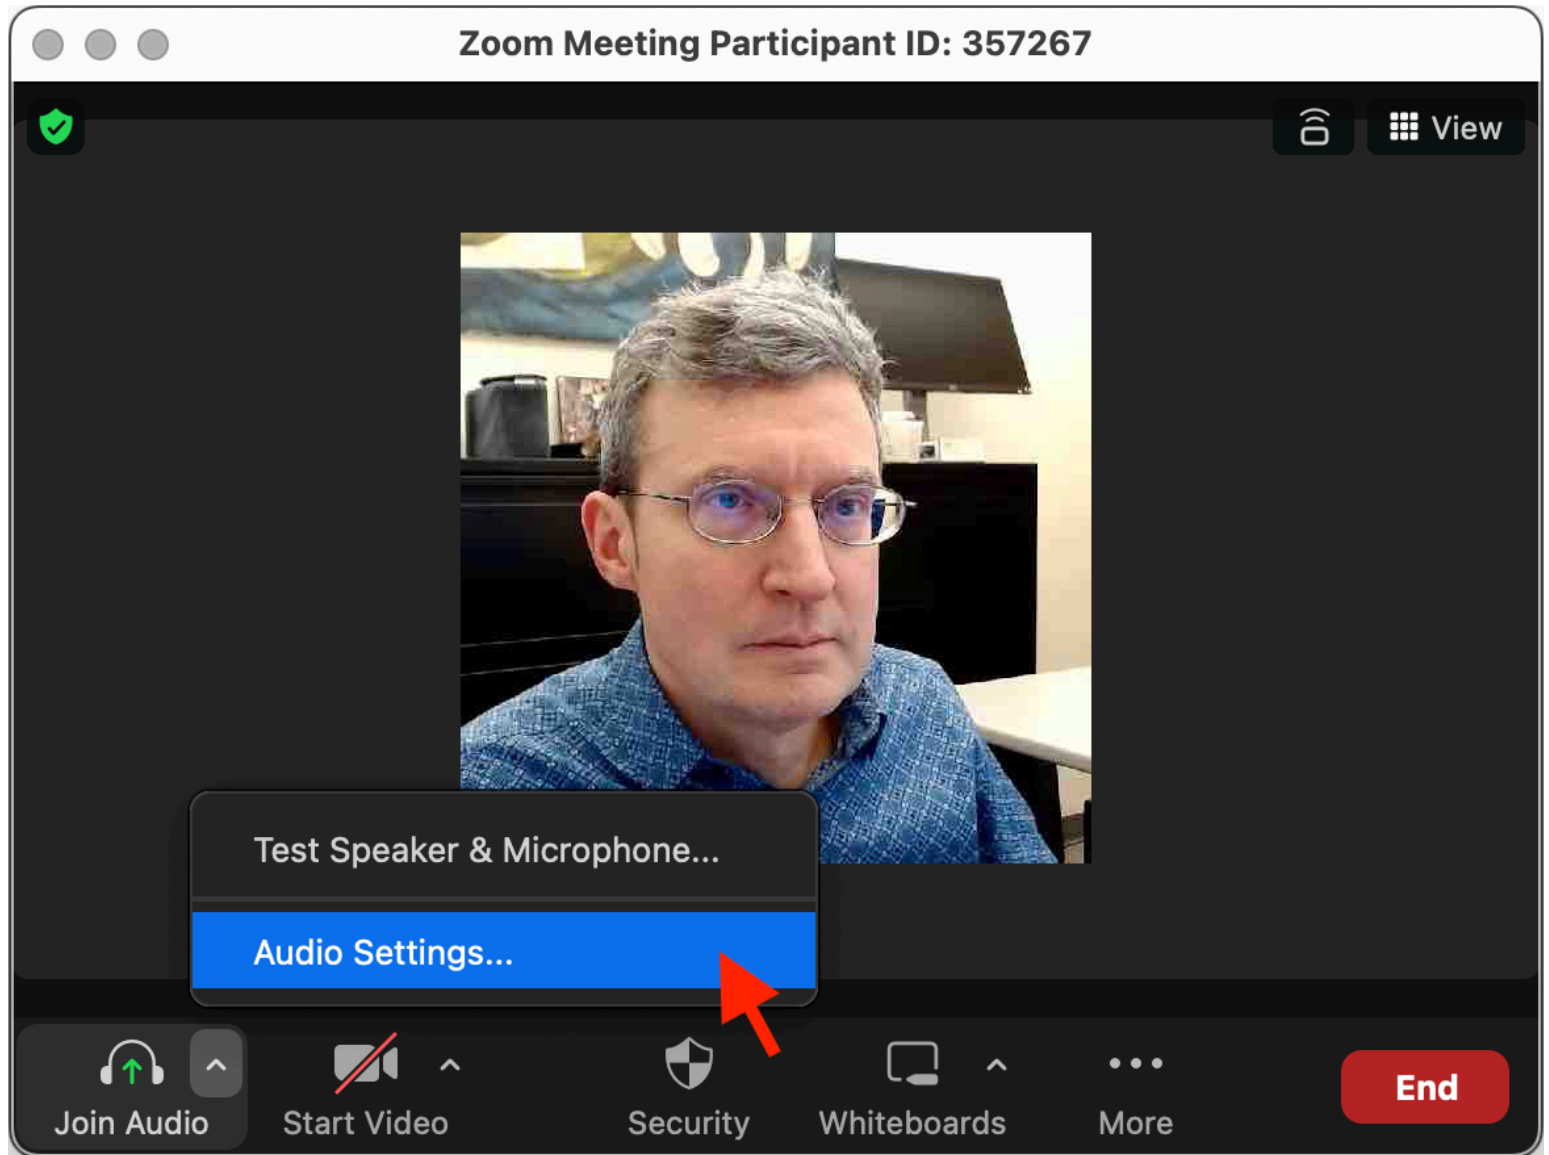 Zoom Meeting Participant ID: 357267
View
Test Speaker & Microphone...
Audio Settings...
Join Audio
Start Video
Security
Whiteboards
More
End